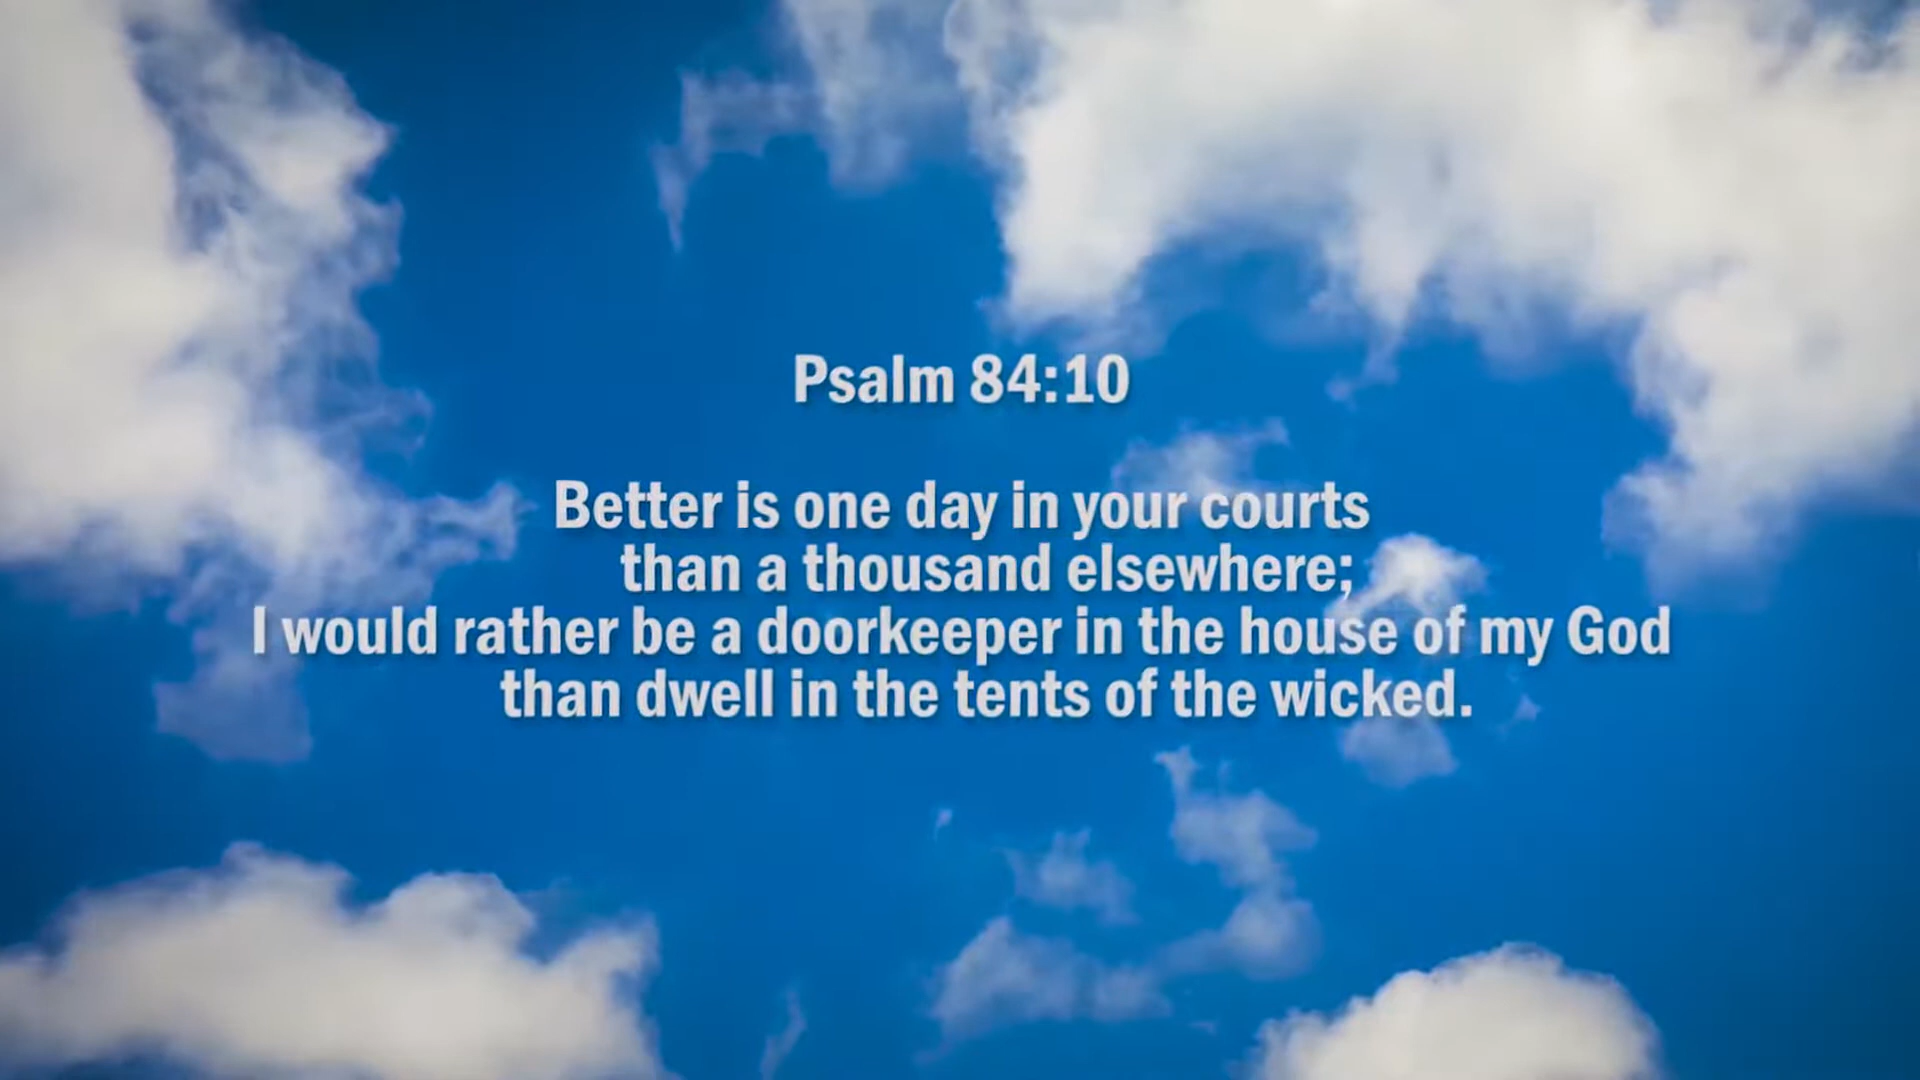 Psalm 84:10
Better is one day in your courts
than a thousand elsewhere;
I would rather be a doorkeeper in the house of my God
than dwell in the tents of the wicked.